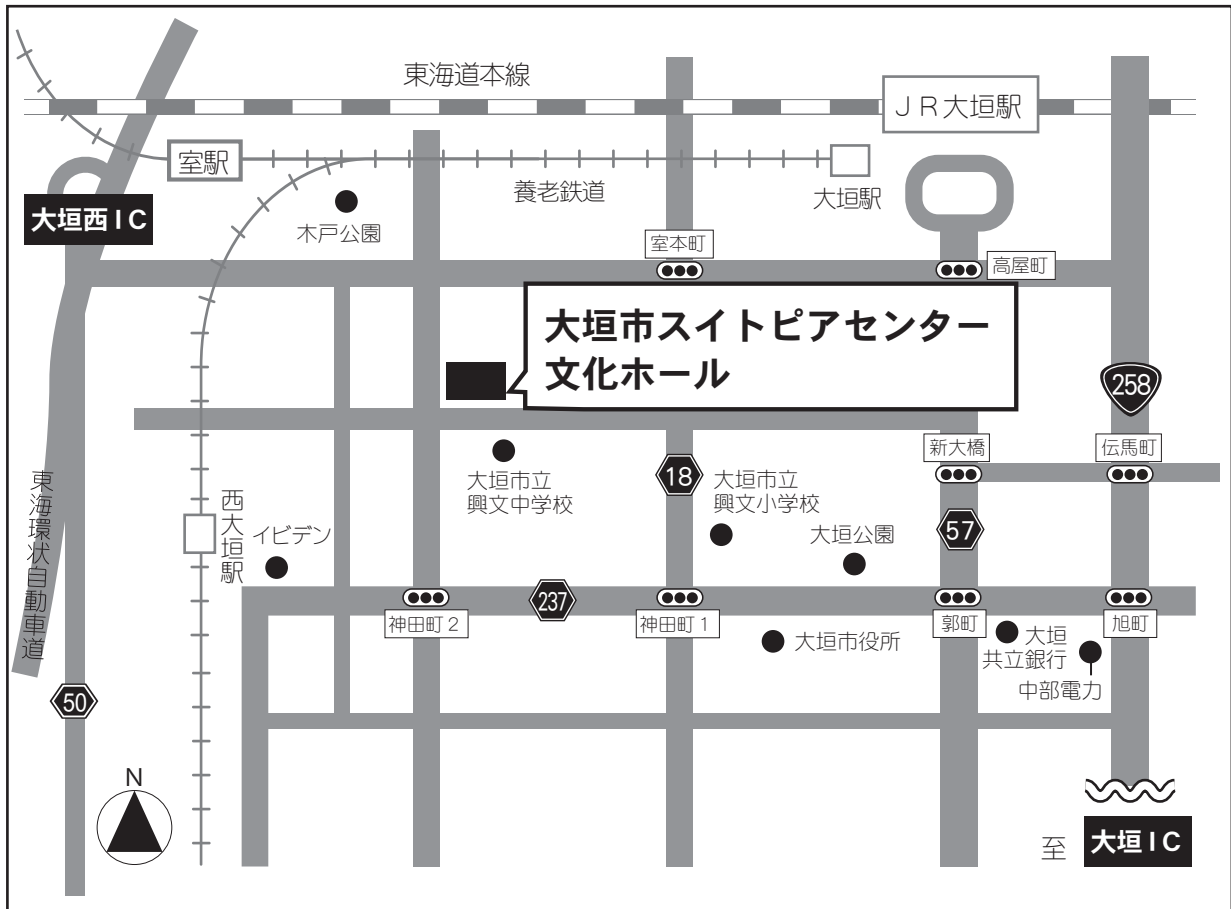 東海道本線
JR大垣駅
室駅
養老鉄道
大垣駅
大垣西IC
木戸公園
室本町
高屋町
大垣市スイトピアセンター
文化ホール
258
新大橋
伝馬町
大垣市立
興文中学校
18
大垣市立
興文小学校
57
東海環状自動車道
西大垣駅
イビデン
大垣公園
237
神田町2
神田町1
郭町
旭町
大垣市役所
大垣
共立銀行
中部電力
50
N
至
大垣IC